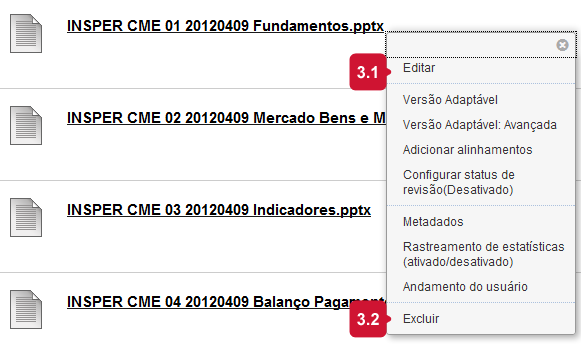 INSPER CME 01 20120409 Fundamentos.pptx
3.1
Editar
Versão Adaptável
INSPER CME 02 20120409 Mercado Bens e M
Versão Adaptável: Avançada
Adicionar alinhamentos
Configurar status de
revisão(Desativado)
INSPER CME 03 20120409 Indicadores.pptx
Metadados
Rastreamento de estatísticas
(ativado/desativado)
Andamento do usuário
INSPER CME 04 20120409 Balanço Pagamento
3.2
Excluir